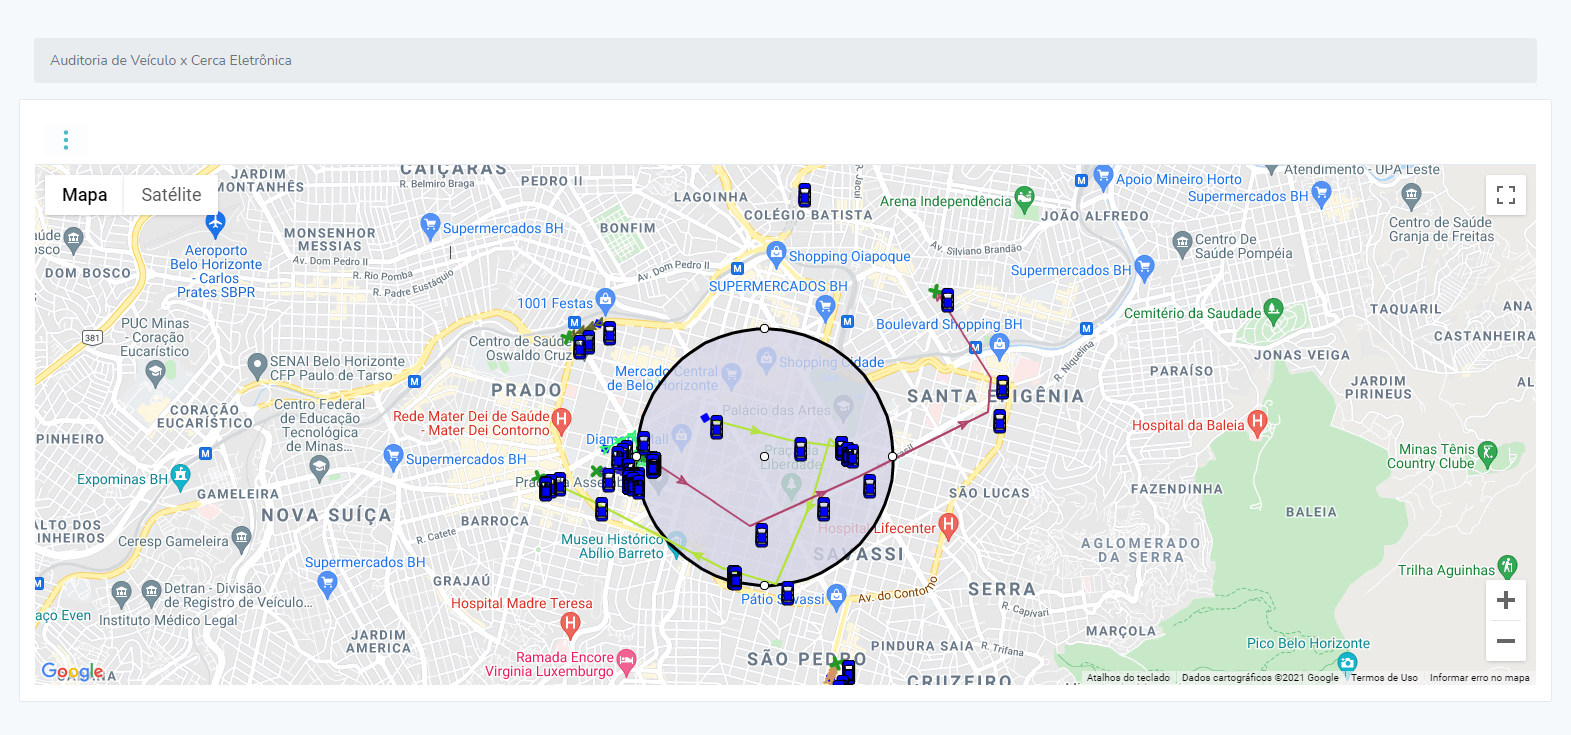 Auditoria de Veículo x Cerca Eletrônica
Mapa
Satélite
CAIÇARAS
JARDIM
MONTANHÊS
R. Belmiro Braga
PEDRO II
LAGOINHA
COLÉGIO BATISTA
R. Jacuí
Arena Independência
JOÃO ALFREDO
Apoio Mineiro Horto
Atendimento - UPA Leste
Supermercados BH
Centro de Saúde
Granja de Freitas
Aeroporto
Belo Horizonte
- Carlos
Prates SBPR
DOM BOSCO
MONSENHOR
MESSIAS
Av. Dom Pedro II
R. Rio Pomba
R. Padre Eustáquio
Supermercados BH
BONFIM
Av. Dom Pedro II
Shopping Oiapoque
SUPERMERCADOS BH
Av. Silviano Brandão
Centro De
Saúde Pompéia
Supermercados BH
1001 Festas
Boulevard Shopping BH
Cemitério da Saudade
TAQUARIL
ANA
CASTANHEIRA
PUC Minas
- Coração
Eucarístico
381
SENAI Belo Horizonte
CFP Paulo de Tarso
Centro de Saúde
Oswaldo Cruz
PRADO
Mercado Central
de Belo Horizonte
Shopping Cidade
R. Niquelina
JONAS VEIGA
PARAÍSO
JARDIM
PIRINEUS
AL
SANTA EFIGÊNIA
CORAÇÃO
EUCARÍSTICO
Centro Federal
de Educação
Tecnológica
de Minas...
Rede Mater Dei de Saúde
- Mater Dei Contorno
Palácio das Artes
Hospital da Baleia
PINHEIRO
Supermercados BH
Minas Tênis
Country Clube
Expominas BH
GAMELEIRA
SÃO LUCAS
FAZENDINHA
BALEIA
ALTO DOS
PINHEIROS
NOVA SUÍÇA
BARROCA
Ceresp Gameleira
R. Catete
Museu Histórico
Abílio Barreto
Hospital Lifecenter
SAVASSI
AGLOMERADO
DA SERRA
Supermercados BH
Trilha Aguinhas
Detran - Divisão
de Registro de Veículo...
Instituto Médico Legal
GRAJAÚ
Hospital Madre Teresa
Pátio Savassi
Av. do Contorno
SERRA
R. Capivari
MARÇOLA
aço Even
JARDIM
AMERICA
Ramada Encore
Virginia Luxemburgo
SÃO PEDRO
PINDURA SAIA
R. Trifana
Pico Belo Horizonte
CRUZEIRO
Google
Atalhos do teclado
Dados cartográficos ©2021 Google
Termos de Uso
Informar erro no mapa